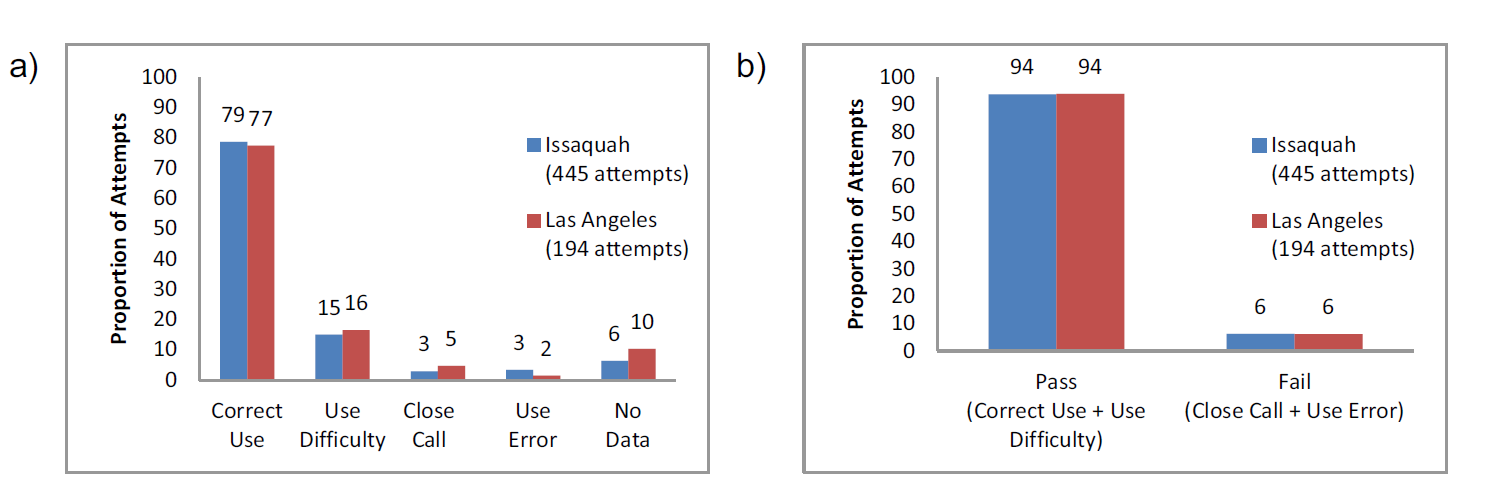 a)
Proportion of Attempts
100
90
80
70
60
50
40
30
20
10
0
79 77
15 16
3 5
3 2
6 10
Correct Use
Use Difficulty
Close Call
Use Error
No Data
Issaquah
(445 attempts)
Las Angeles
(194 attempts)
b)
Proportion of Attempts
100
90
80
70
60
50
40
30
20
10
0
94 94
6 6
Pass
(Correct Use + Use
Difficulty)
Fail
(Close Call + Use Error)
Issaquah
(445 attempts)
Las Angeles
(194 attempts)